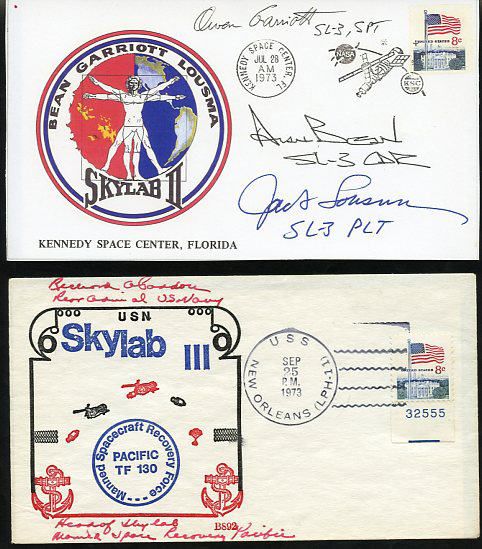 Owen Garriott
SL-3, SPT
KENNEDY SPACE CENTER, FL
JUL 28
AM
1973
NASA
KSC
UNITED STATES
8c
BEAN GARRIOTT LOUSMA
SKYLAB II
Alan Bean
SL-3 CDR
Jack Lousma
SL-3 PLT
KENNEDY SPACE CENTER, FLORIDA
Rear Admiral US Navy
USN
Skylab III
Manned Spacecraft Recovery Force
PACIFIC
TF 130
B892
Head of Skylab
Manned Space Recovery Pacific
USS
NEW ORLEANS (LPH-11)
SEP
25
P.M.
1973
UNITED STATES
8c
32555